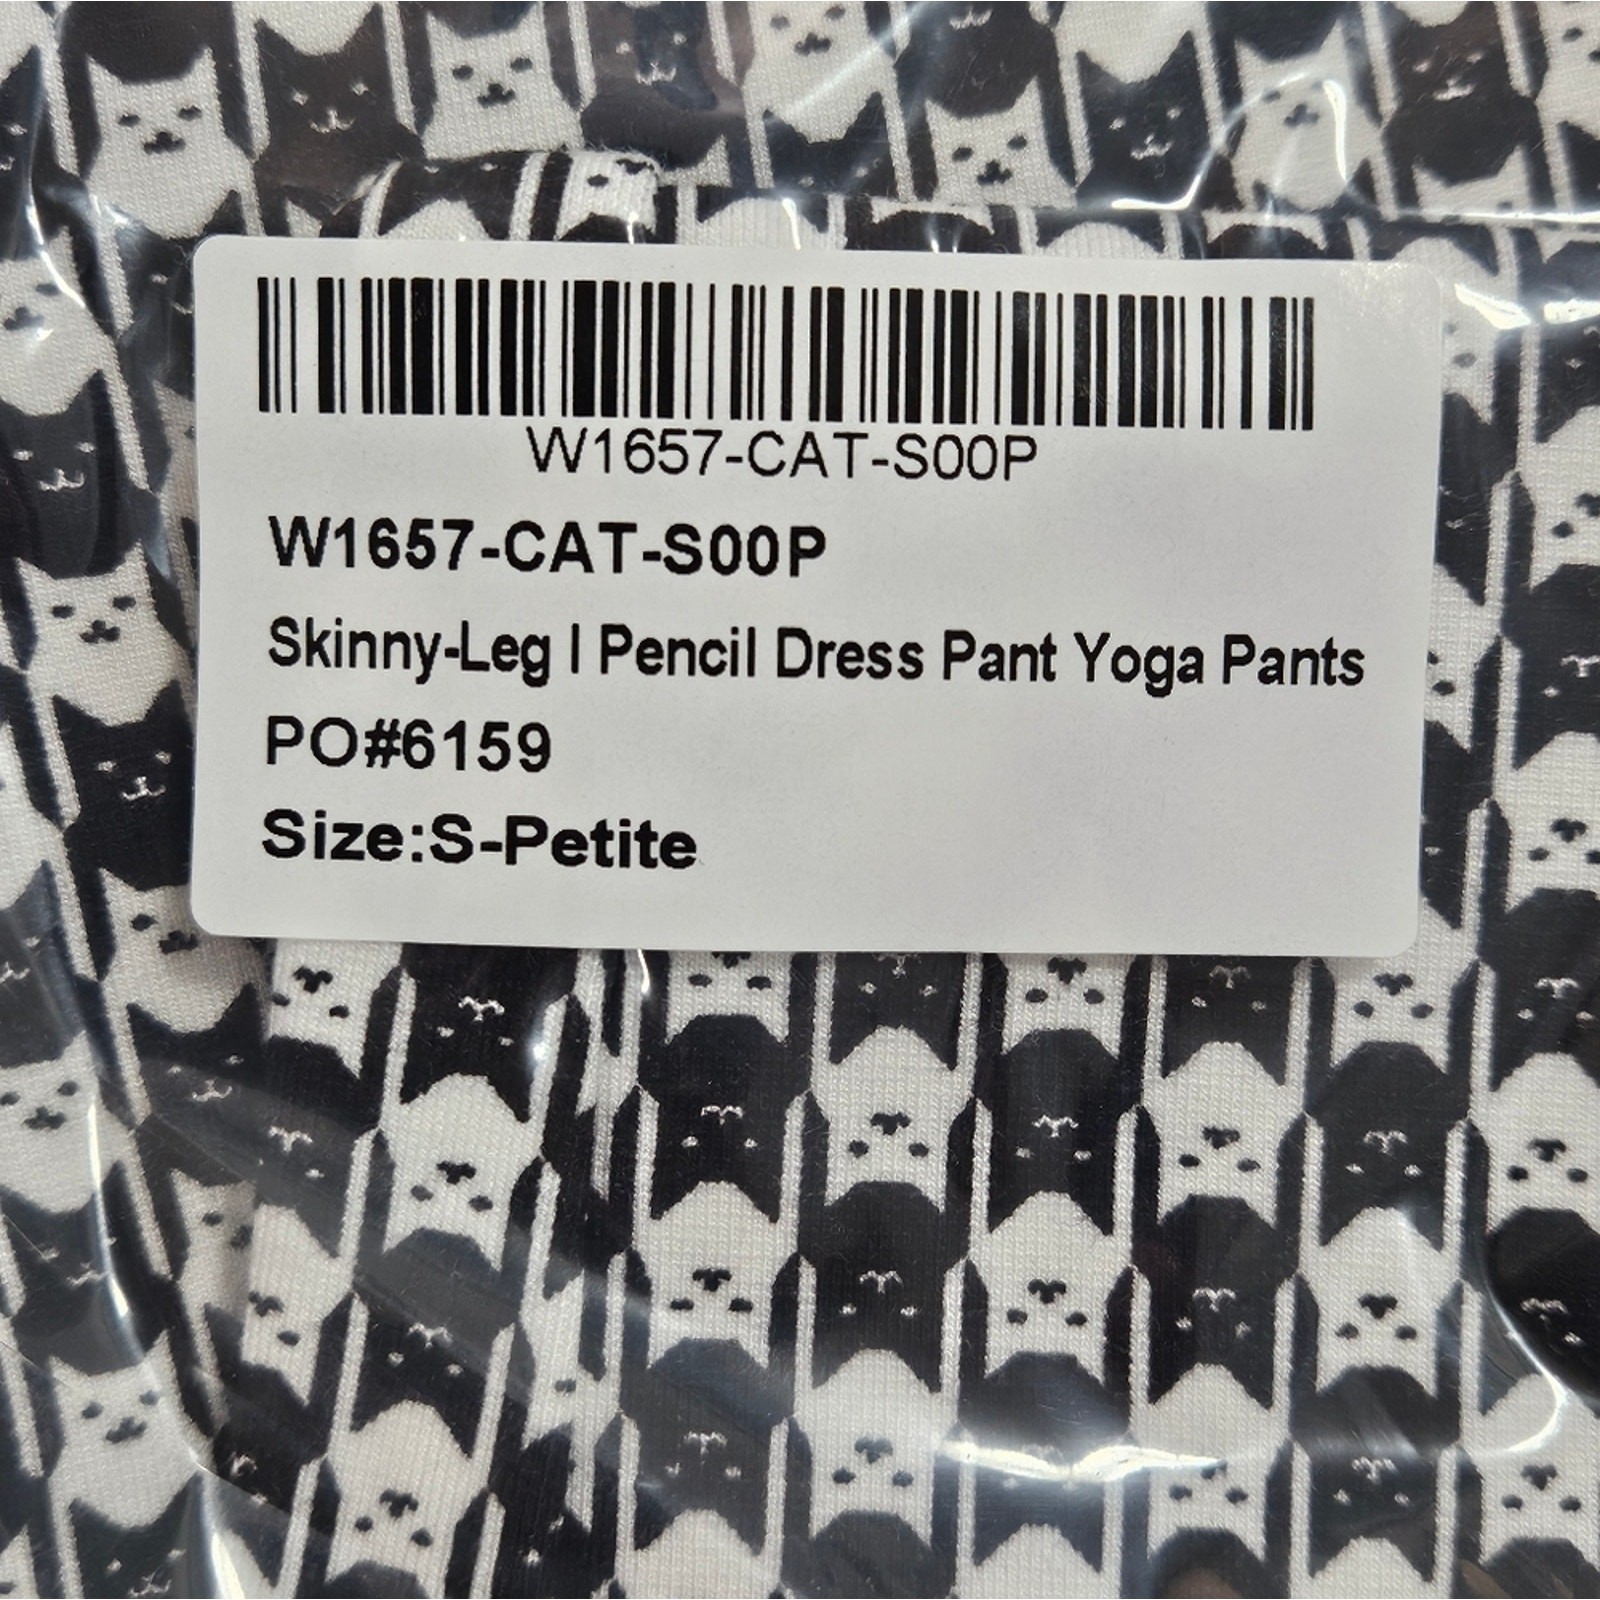 W1657-CAT-S00P
W1657-CAT-S00P
Skinny-Leg | Pencil Dress Pant Yoga Pants
PO#6159
Size:S-Petite